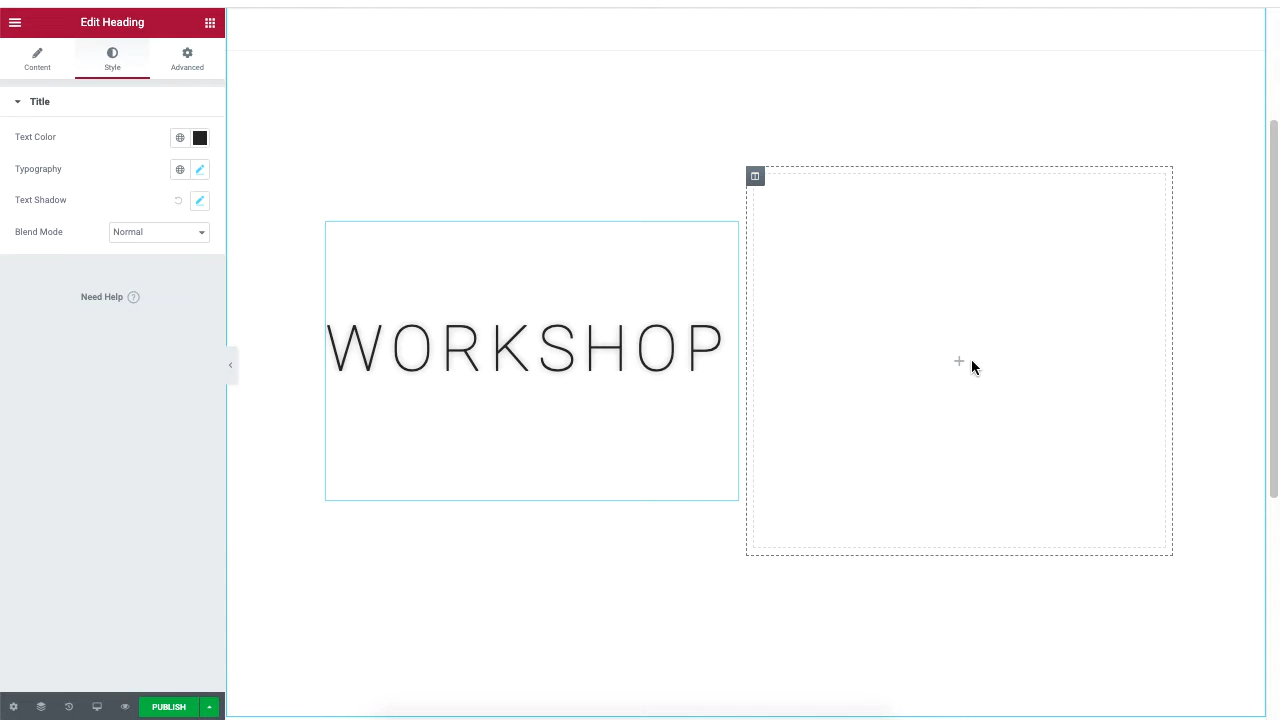 Edit Heading
Content
Style
Advanced
Title
Text Color
Typography
Text Shadow
Blend Mode
Normal
Need Help ?
WORKSHOP
PUBLISH